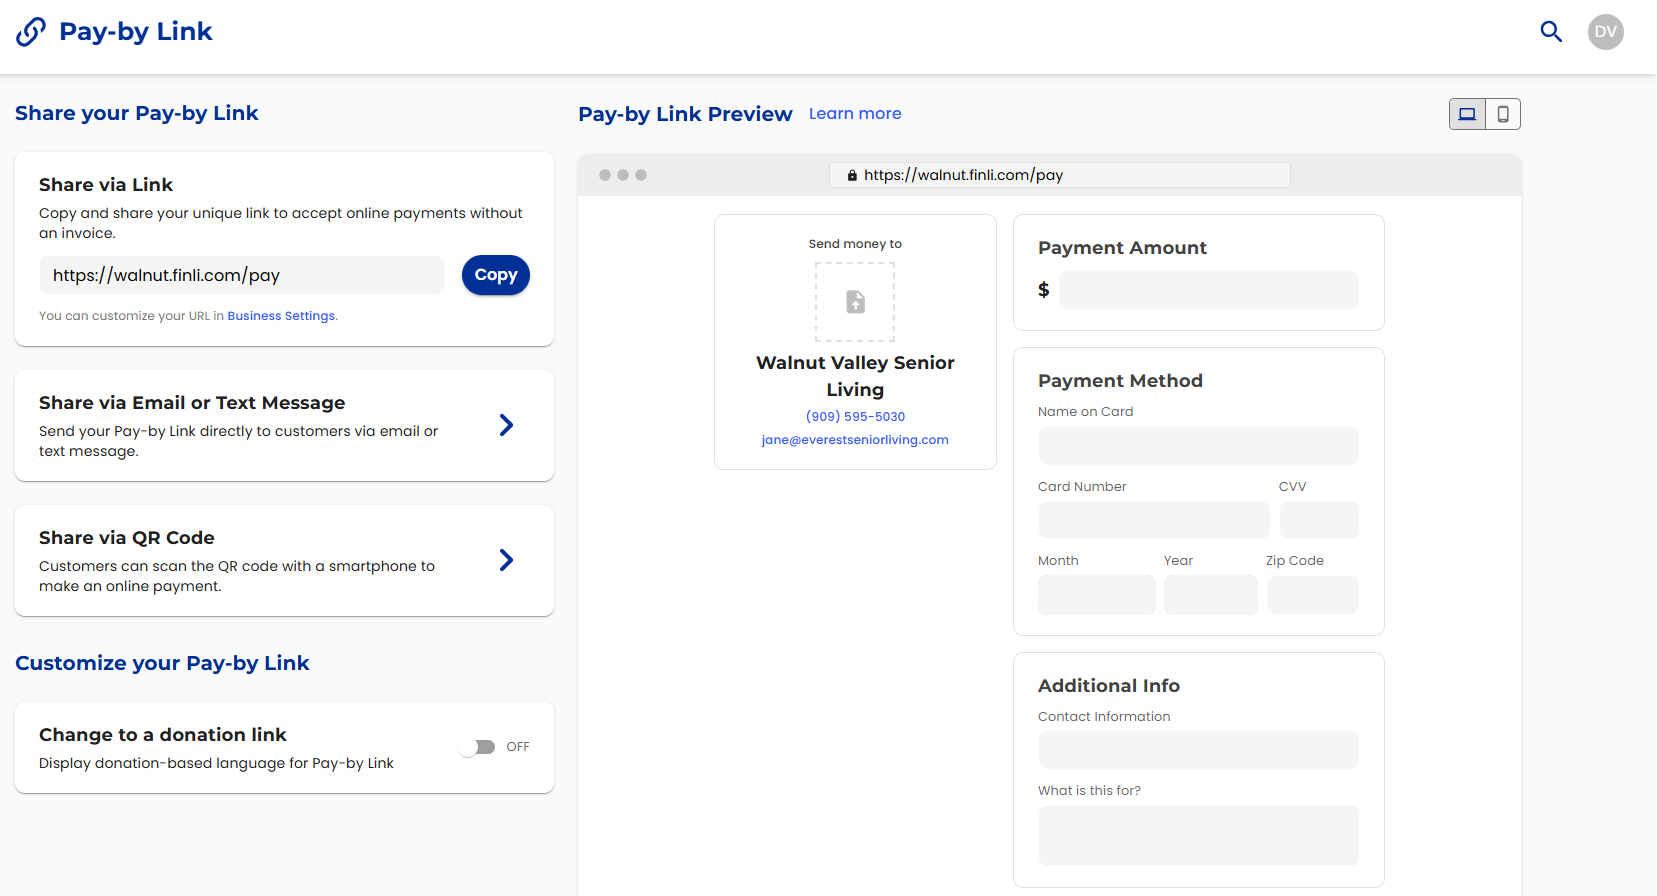 Pay-by Link
DV
Share your Pay-by Link
Share via Link
Copy and share your unique link to accept online payments without
an invoice.
https://walnut.finli.com/pay
Copy
You can customize your URL in Business Settings.
Share via Email or Text Message
Send your Pay-by Link directly to customers via email or
text message.
Share via QR Code
Customers can scan the QR code with a smartphone to
make an online payment.
Customize your Pay-by Link
Change to a donation link
Display donation-based language for Pay-by Link
OFF
Pay-by Link Preview
Learn more
https://walnut.finli.com/pay
Send money to
Walnut Valley Senior
Living
(909) 595-5030
jane@everestseniorliving.com
Payment Amount
$
Payment Method
Name on Card
Card Number
CVV
Month
Year
Zip Code
Additional Info
Contact Information
What is this for?